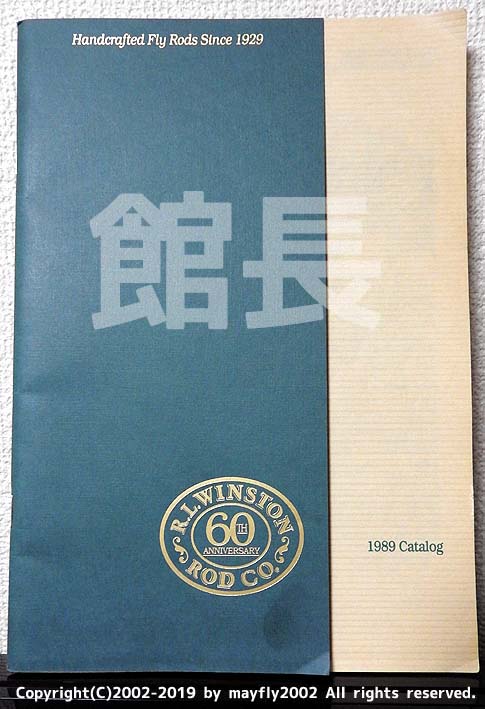 Handcrafted Fly Rods Since 1929
館長
R.L.WINSTON
60TH
ANNIVERSARY
ROD CO.
1989 Catalog
Copyright(C)2002-2019 by mayfly2002 All rights reserved.